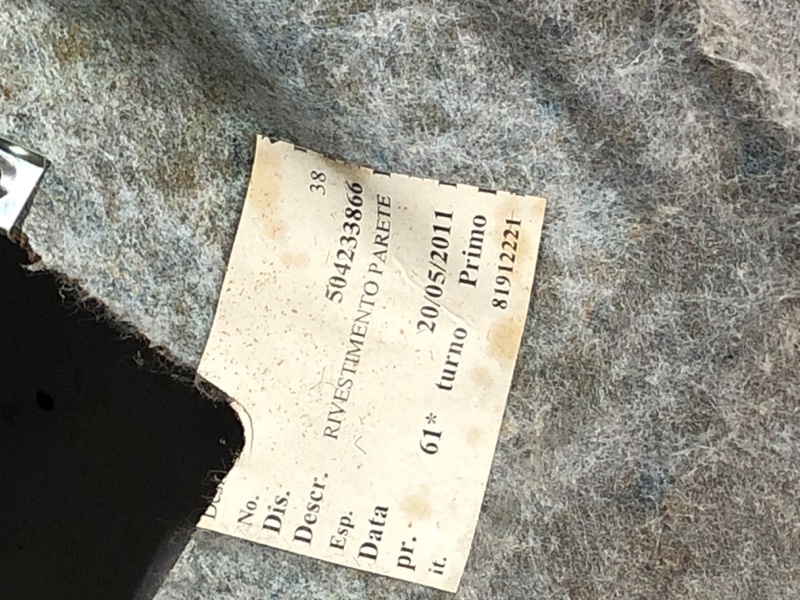 No. 38
Dis. 504233866
Descr. RIVESTIMENTO PARETE
Esp.
Data 20/05/2011
pr. 61* turno Primo
it. 81912221